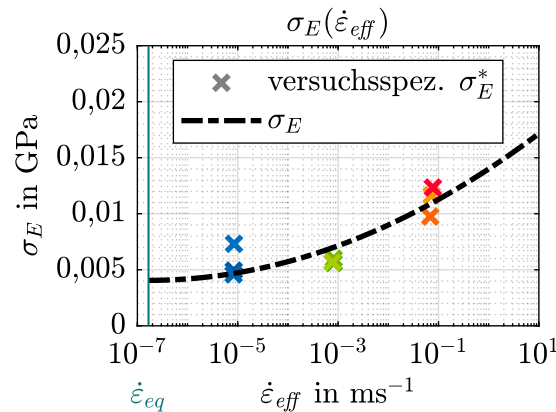 σ_E(ε̇_eff)
0,025
0,02
0,015
0,01
0,005
0
σ_E in GPa
versuchsspez. σ_E^*
σ_E
10^−7
10^−5
10^−3
10^−1
10^1
ε̇_eq
ε̇_eff in ms^−1